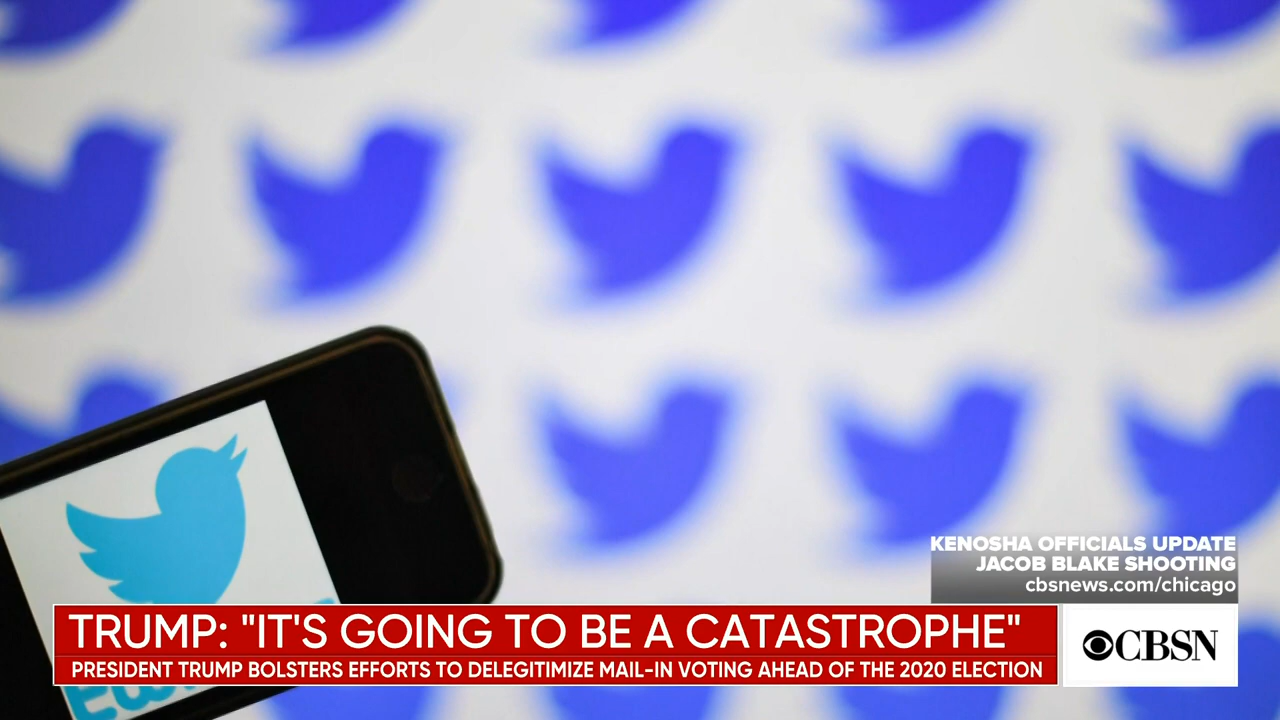 KENOSHA OFFICIALS UPDATE
JACOB BLAKE SHOOTING
cbsnews.com/chicago
TRUMP: "IT'S GOING TO BE A CATASTROPHE"
PRESIDENT TRUMP BOLSTERS EFFORTS TO DELEGITIMIZE MAIL-IN VOTING AHEAD OF THE 2020 ELECTION
CBSN